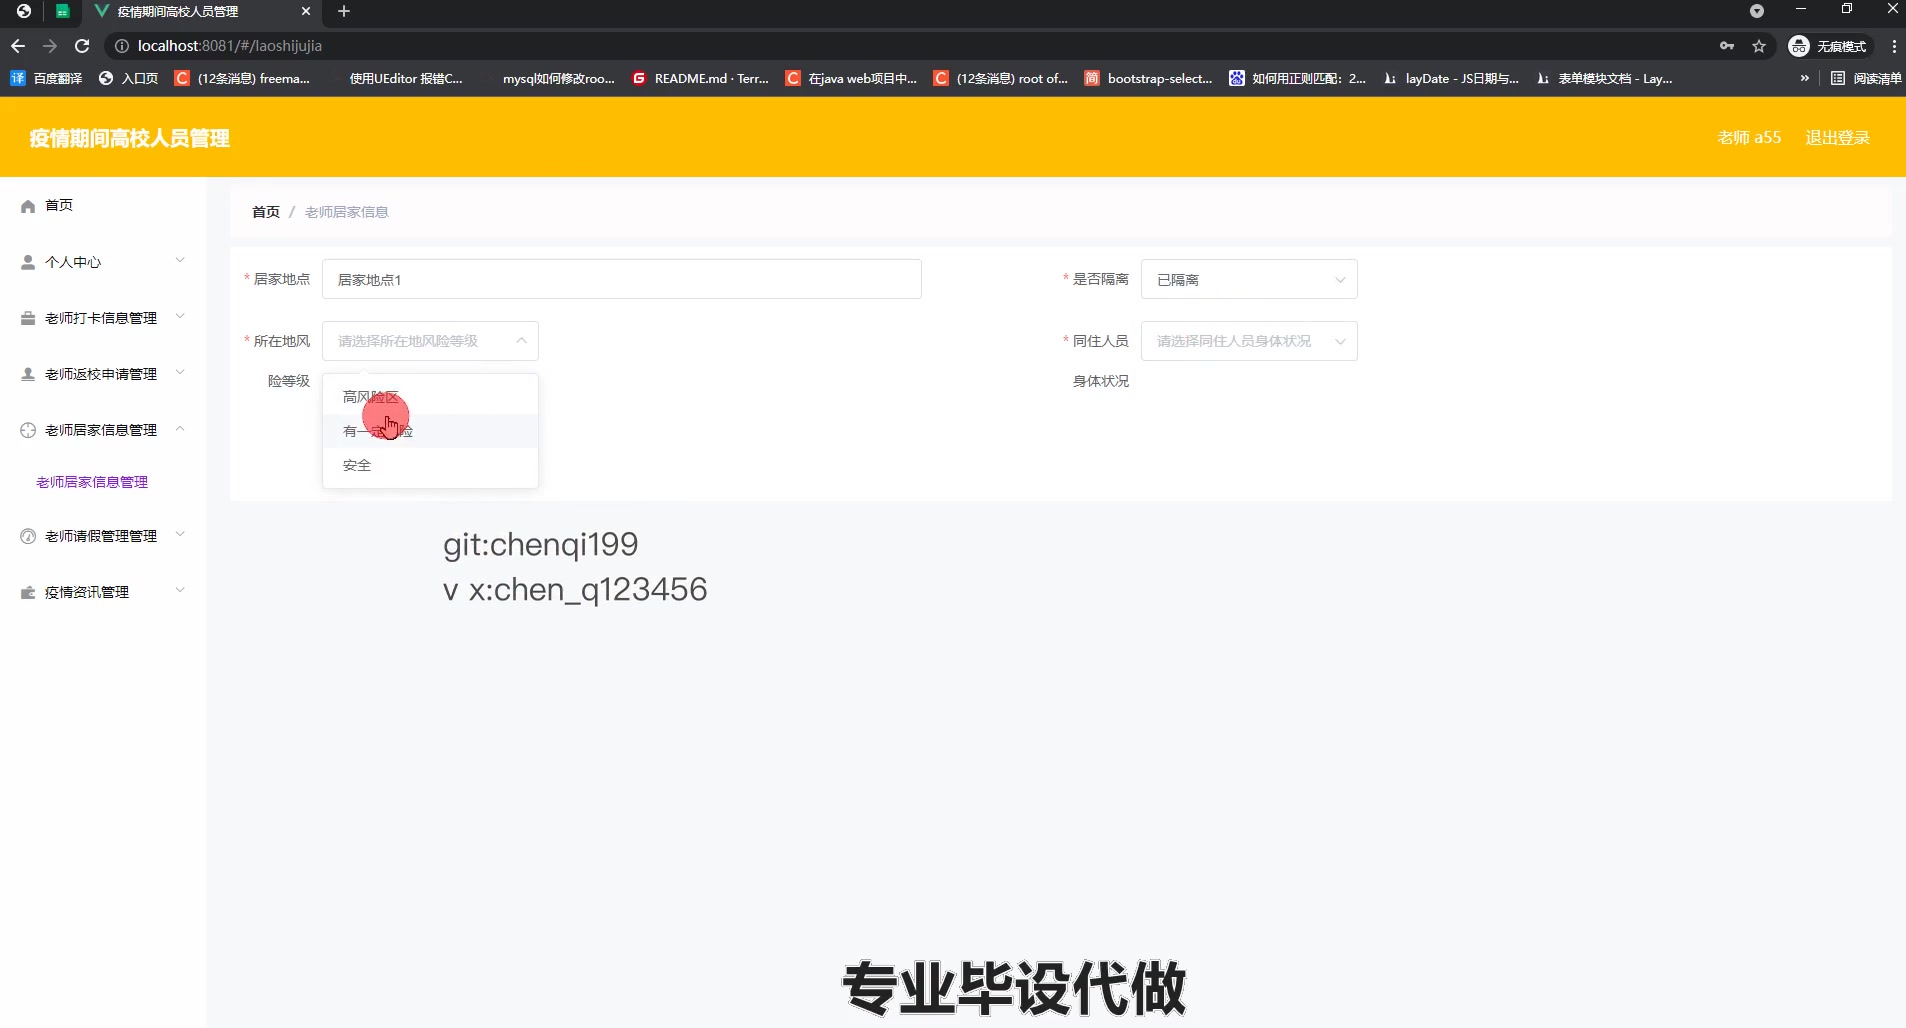 疫情期间高校人员管理
localhost:8081/#/laoshijujia
无痕模式
百度翻译
入口页
(12条消息) freema...
使用UEditor 报错C...
mysql如何修改roo...
README.md · Terr...
在java web项目中...
(12条消息) root of...
bootstrap-select...
如何用正则匹配：2...
layDate - JS日期与...
表单模块文档 - Lay...
阅读清单
疫情期间高校人员管理
老师 a55
退出登录
首页
个人中心
老师打卡信息管理
老师返校申请管理
老师居家信息管理
老师居家信息管理
老师请假管理管理
疫情资讯管理
首页 / 老师居家信息
* 居家地点
居家地点1
* 是否隔离
已隔离
* 所在地风
险等级
请选择所在地风险等级
* 同住人员
身体状况
请选择同住人员身体状况
高风险区
有一定风险
安全
git:chenqi199
v x:chen_q123456
专业毕设代做